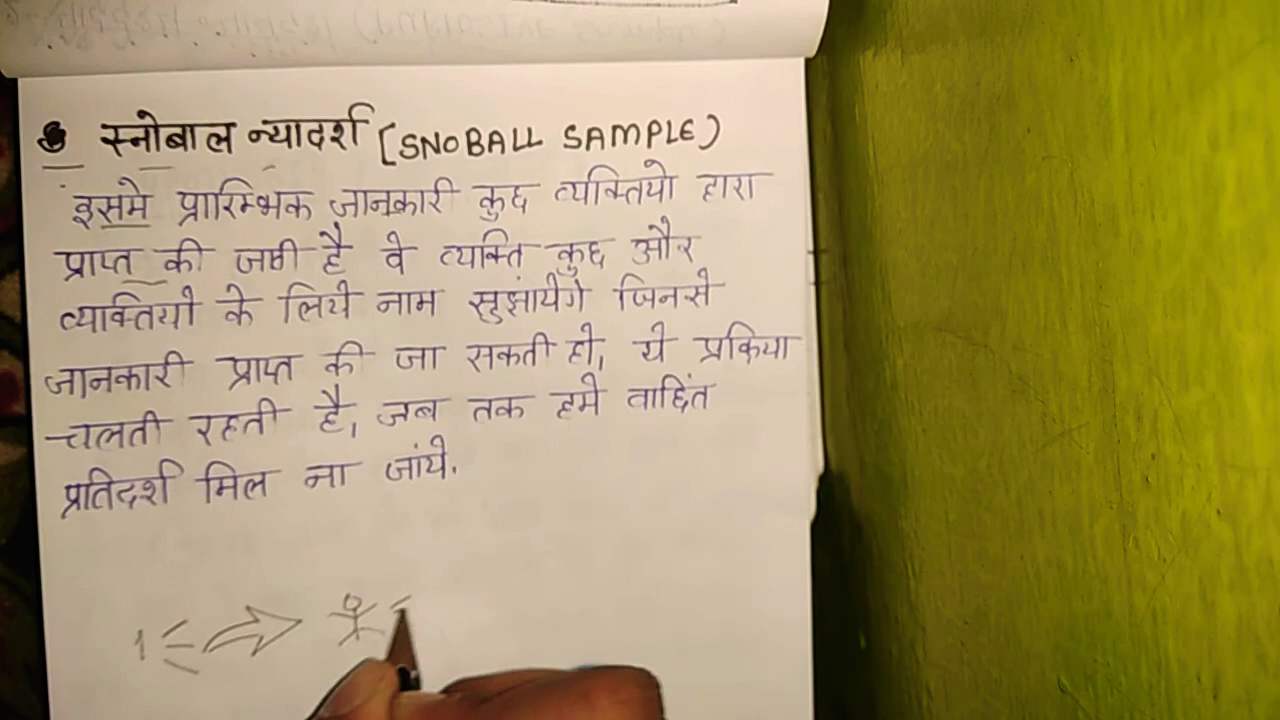 स्नोबाल न्यादर्श [SNOBALL SAMPLE)
इसमे प्रारम्भिक जानकारी कुछ व्यक्तियो द्वारा
प्राप्त की जाती है वे व्यक्ति कुछ और
व्यक्तियो के लिये नाम सुझायेंगे जिनसे
जानकारी प्राप्त की जा सकती हो, ये प्रक्रिया
चलती रहती है, जब तक हमे वांछित
प्रतिदर्श मिल ना जांये.
1